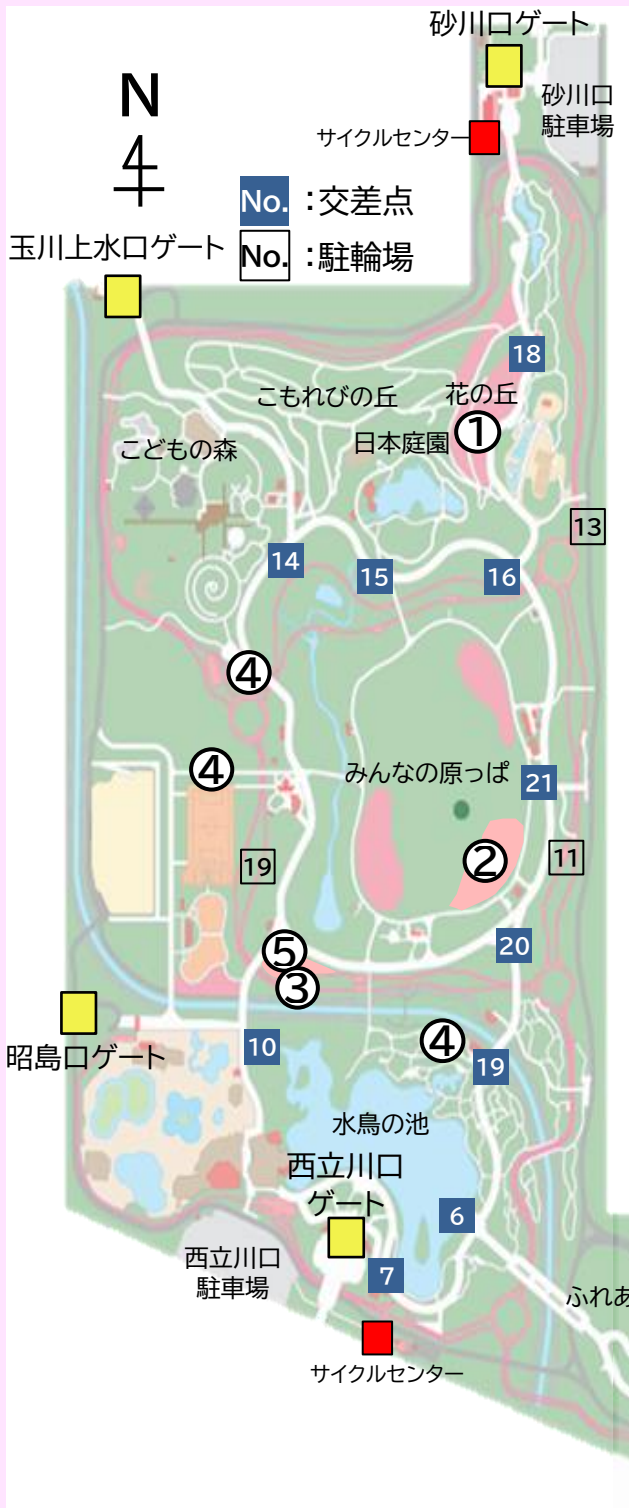 砂川口ゲート
砂川口
駐車場
サイクルセンター
N
No. :交差点
No. :駐輪場
玉川上水口ゲート
18
こもれびの丘
花の丘
①
日本庭園
こどもの森
13
14
15
16
④
④
みんなの原っぱ
21
②
11
19
⑤
20
③
昭島口ゲート
10
④
19
水鳥の池
西立川口
ゲート
6
7
西立川口
駐車場
ふれあ
サイクルセンター